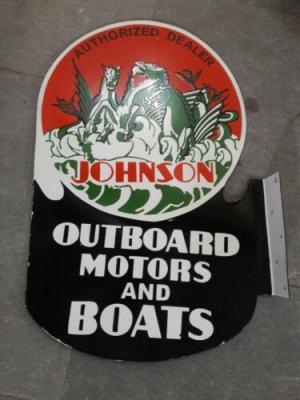 AUTHORIZED DEALER
JOHNSON
OUTBOARD
MOTORS
AND
BOATS